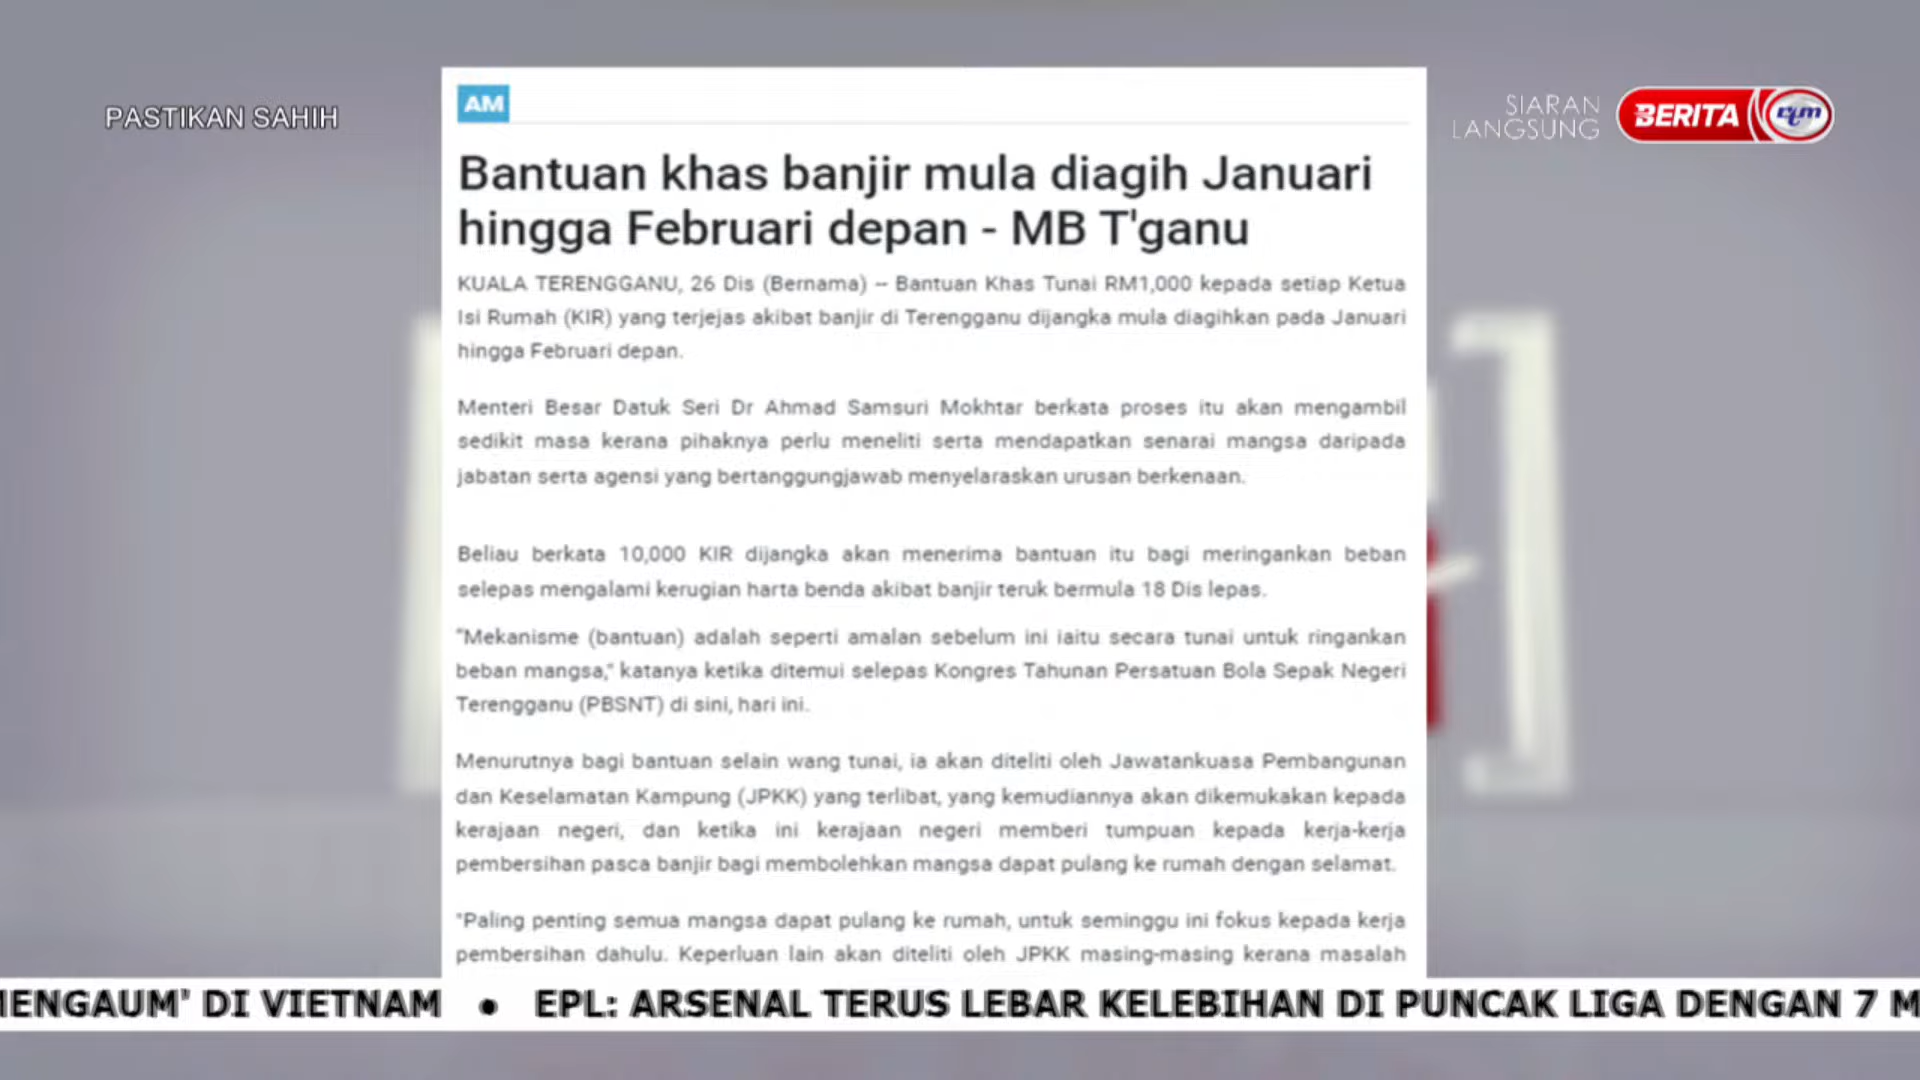 PASTIKAN SAHIH
SIARAN
LANGSUNG
BERITA rtm
AM
Bantuan khas banjir mula diagih Januari
hingga Februari depan - MB T'ganu
KUALA TERENGGANU, 26 Dis (Bernama) -- Bantuan Khas Tunai RM1,000 kepada setiap Ketua
Isi Rumah (KIR) yang terjejas akibat banjir di Terengganu dijangka mula diagihkan pada Januari
hingga Februari depan.
Menteri Besar Datuk Seri Dr Ahmad Samsuri Mokhtar berkata proses itu akan mengambil
sedikit masa kerana pihaknya perlu meneliti serta mendapatkan senarai mangsa daripada
jabatan serta agensi yang bertanggungjawab menyelaraskan urusan berkenaan.
Beliau berkata 10,000 KIR dijangka akan menerima bantuan itu bagi meringankan beban
selepas mengalami kerugian harta benda akibat banjir teruk bermula 18 Dis lepas.
"Mekanisme (bantuan) adalah seperti amalan sebelum ini iaitu secara tunai untuk ringankan
beban mangsa," katanya ketika ditemui selepas Kongres Tahunan Persatuan Bola Sepak Negeri
Terengganu (PBSNT) di sini, hari ini.
Menurutnya bagi bantuan selain wang tunai, ia akan diteliti oleh Jawatankuasa Pembangunan
dan Keselamatan Kampung (JPKK) yang terlibat, yang kemudiannya akan dikemukakan kepada
kerajaan negeri, dan ketika ini kerajaan negeri memberi tumpuan kepada kerja-kerja
pembersihan pasca banjir bagi membolehkan mangsa dapat pulang ke rumah dengan selamat.
"Paling penting semua mangsa dapat pulang ke rumah, untuk seminggu ini fokus kepada kerja
pembersihan dahulu. Keperluan lain akan diteliti oleh JPKK masing-masing kerana masalah
MENGAUM' DI VIETNAM • EPL: ARSENAL TERUS LEBAR KELEBIHAN DI PUNCAK LIGA DENGAN 7 M